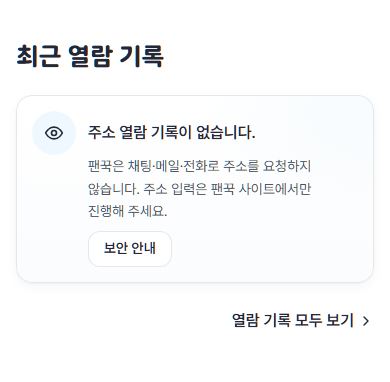 최근 열람 기록
주소 열람 기록이 없습니다.
팬꾹은 채팅·메일·전화로 주소를 요청하지
않습니다. 주소 입력은 팬꾹 사이트에서만
진행해 주세요.
보안 안내
열람 기록 모두 보기